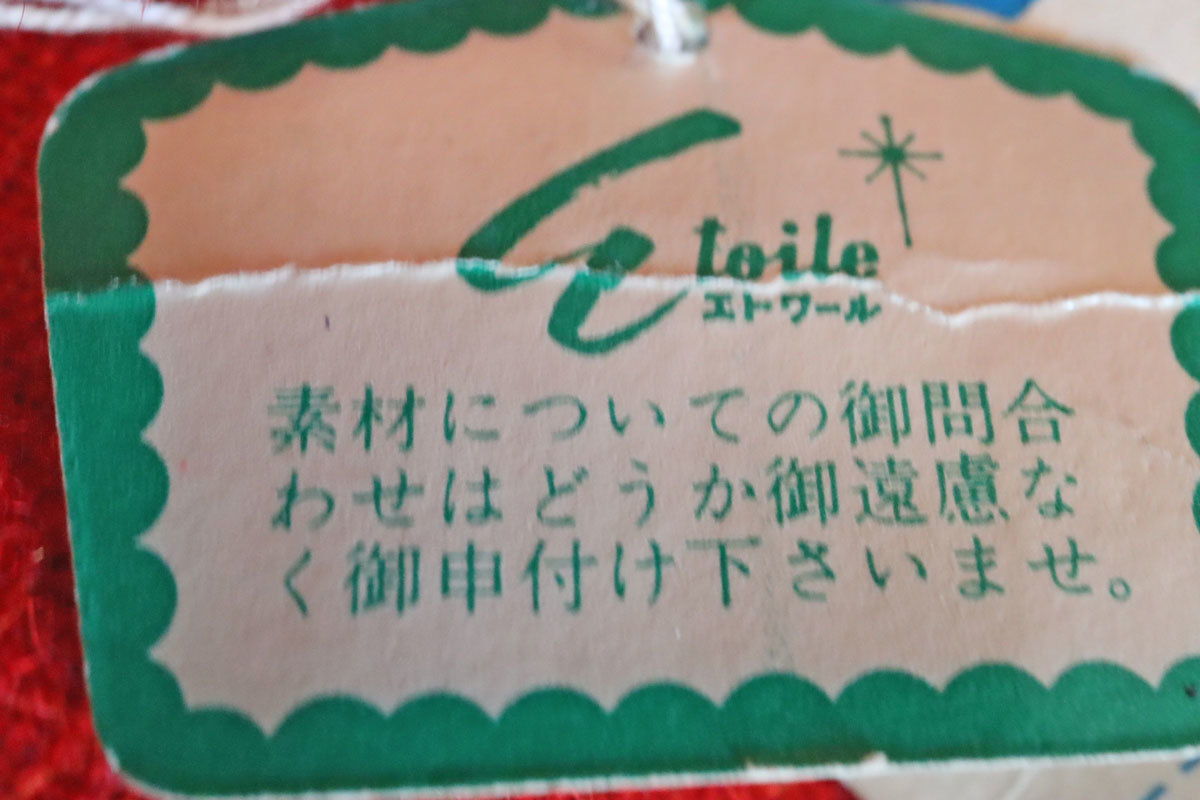 Etoile
エトワール
素材についての御問合
わせはどうか御遠慮な
く御申付け下さいませ。